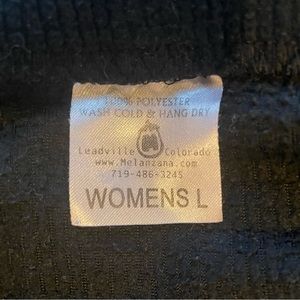 100% POLYESTER
WASH COLD & HANG DRY
Leadville Colorado
www.Melanzana.com
719-486-3245
WOMENS L